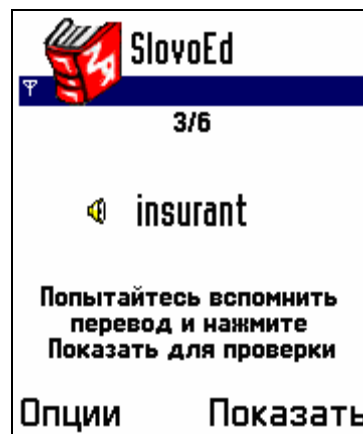 SlovoEd
3/6
insurant
Попытайтесь вспомнить
перевод и нажмите
Показать для проверки
Опции Показать